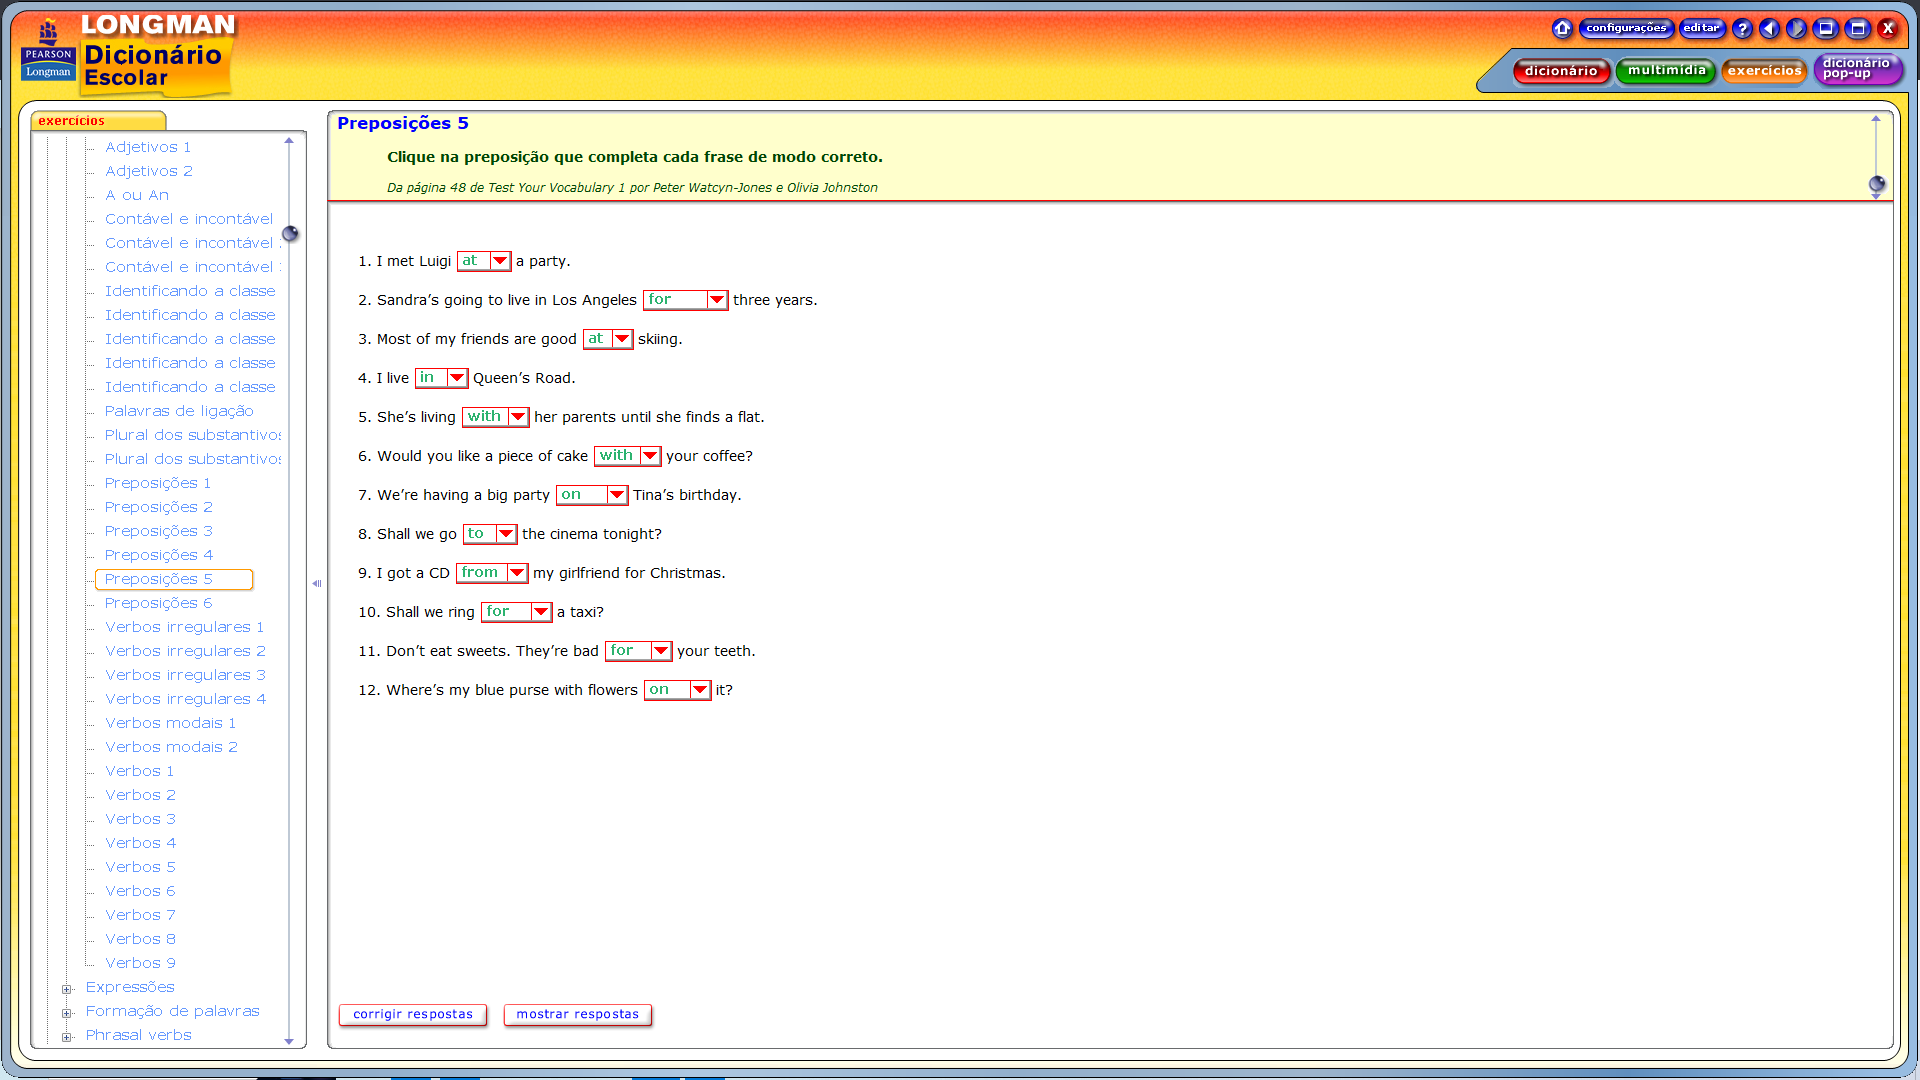 LONGMAN
Dicionário
Escolar
PEARSON
Longman
configurações
editar
?
X
dicionário
multimídia
exercícios
dicionário
pop-up
exercícios
Adjetivos 1
Adjetivos 2
A ou An
Contável e incontável
Contável e incontável
Contável e incontável
Identificando a classe
Identificando a classe
Identificando a classe
Identificando a classe
Identificando a classe
Palavras de ligação
Plural dos substantivos
Plural dos substantivos
Preposições 1
Preposições 2
Preposições 3
Preposições 4
Preposições 5
Preposições 6
Verbos irregulares 1
Verbos irregulares 2
Verbos irregulares 3
Verbos irregulares 4
Verbos modais 1
Verbos modais 2
Verbos 1
Verbos 2
Verbos 3
Verbos 4
Verbos 5
Verbos 6
Verbos 7
Verbos 8
Verbos 9
Expressões
Formação de palavras
Phrasal verbs
Preposições 5
Clique na preposição que completa cada frase de modo correto.
Da página 48 de Test Your Vocabulary 1 por Peter Watcyn-Jones e Olivia Johnston
1. I met Luigi at a party.
2. Sandra's going to live in Los Angeles for three years.
3. Most of my friends are good at skiing.
4. I live in Queen's Road.
5. She's living with her parents until she finds a flat.
6. Would you like a piece of cake with your coffee?
7. We're having a big party on Tina's birthday.
8. Shall we go to the cinema tonight?
9. I got a CD from my girlfriend for Christmas.
10. Shall we ring for a taxi?
11. Don't eat sweets. They're bad for your teeth.
12. Where's my blue purse with flowers on it?
corrigir respostas
mostrar respostas